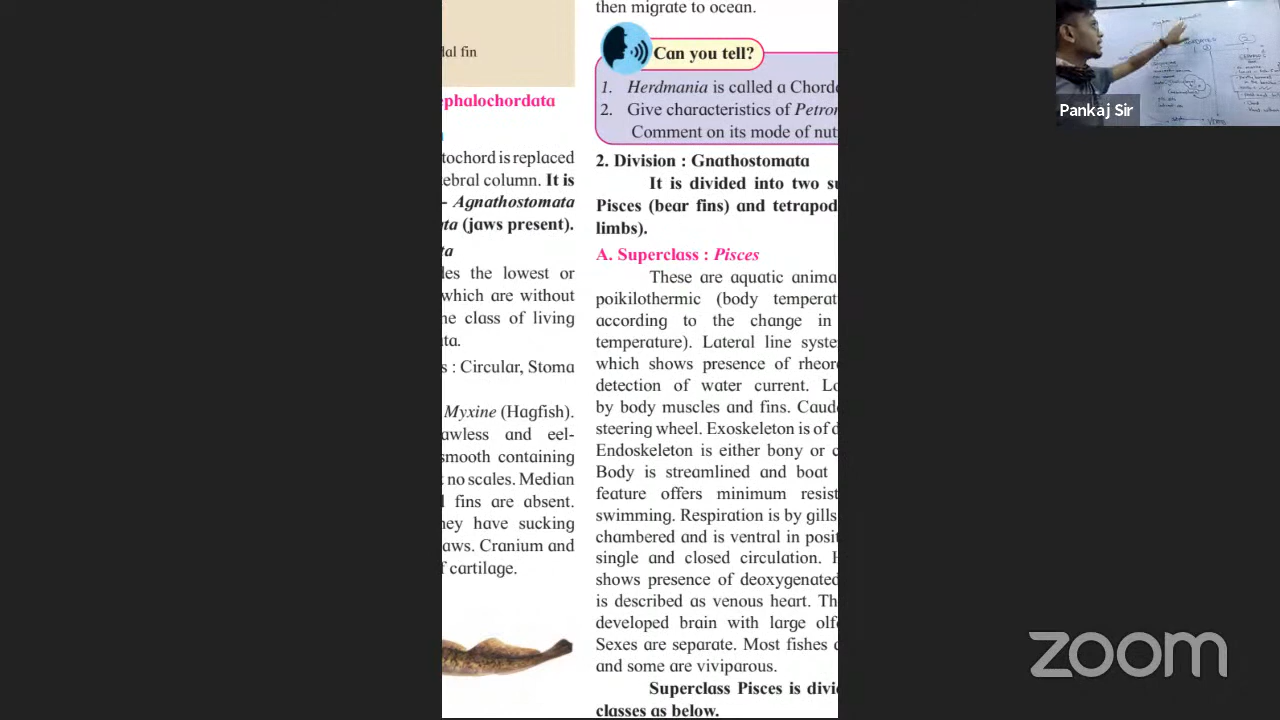 dal fin
ephalochordata
tochord is replaced
ebral column. It is
- Agnathostomata
ta (jaws present).
ta
les the lowest or
which are without
ne class of living
ta.
s : Circular, Stoma
Myxine (Hagfish).
awless and eel-
smooth containing
t no scales. Median
l fins are absent.
hey have sucking
aws. Cranium and
f cartilage.
then migrate to ocean.
Can you tell?
1. Herdmania is called a Chord
2. Give characteristics of Petro
Comment on its mode of nut
2. Division : Gnathostomata
It is divided into two su
Pisces (bear fins) and tetrapod
limbs).
A. Superclass : Pisces
These are aquatic anima
poikilothermic (body temperat
according to the change in
temperature). Lateral line syste
which shows presence of rheor
detection of water current. Lo
by body muscles and fins. Caud
steering wheel. Exoskeleton is of d
Endoskeleton is either bony or c
Body is streamlined and boat
feature offers minimum resist
swimming. Respiration is by gills
chambered and is ventral in posit
single and closed circulation. H
shows presence of deoxygenated
is described as venous heart. Th
developed brain with large olf
Sexes are separate. Most fishes a
and some are viviparous.
Superclass Pisces is divi
classes as below.
Pankaj Sir
zoom